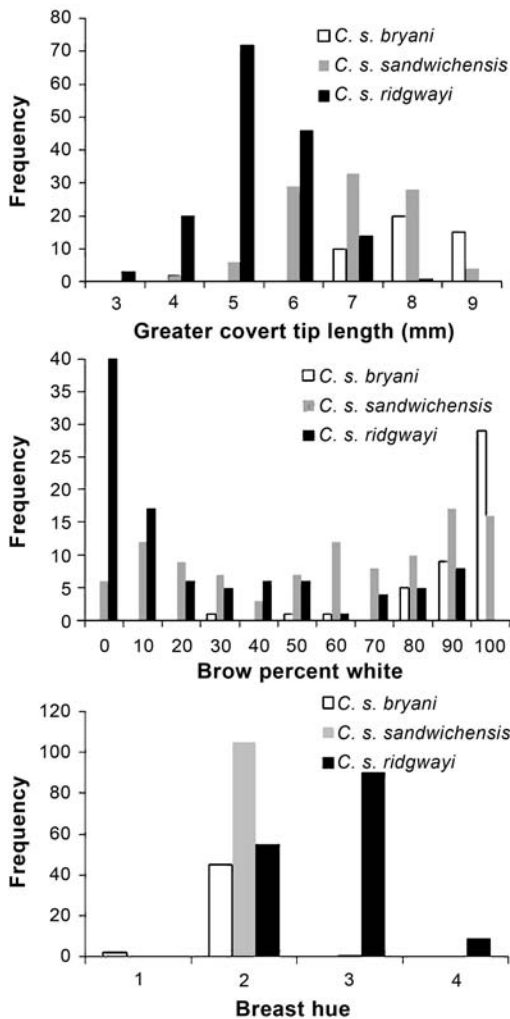 80
70
60
50
40
30
20
10
0
Frequency
C. s. bryani
C. s. sandwichensis
C. s. ridgwayi
3 4 5 6 7 8 9
Greater covert tip length (mm)
40
35
30
25
20
15
10
5
0
Frequency
C. s. bryani
C. s. sandwichensis
C. s. ridgwayi
0 10 20 30 40 50 60 70 80 90 100
Brow percent white
120
100
80
60
40
20
0
Frequency
C. s. bryani
C. s. sandwichensis
C. s. ridgwayi
1 2 3 4
Breast hue